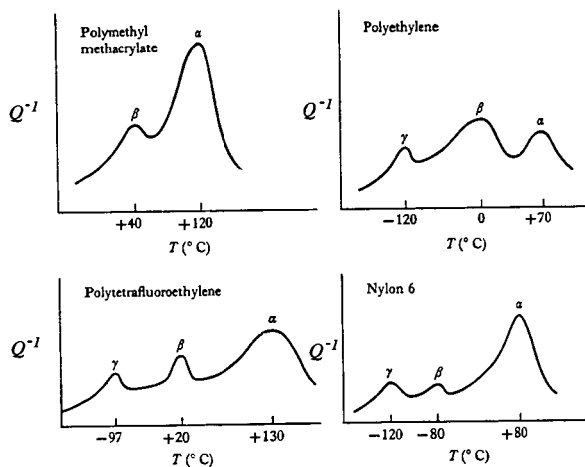 Polymethyl
methacrylate
α
β
Q⁻¹
+40
+120
T (° C)
Polyethylene
β
α
γ
Q⁻¹
−120
0
+70
T (° C)
Polytetrafluoroethylene
α
β
γ
Q⁻¹
−97
+20
+130
T (° C)
Nylon 6
α
γ
β
Q⁻¹
−120
−80
+80
T (° C)